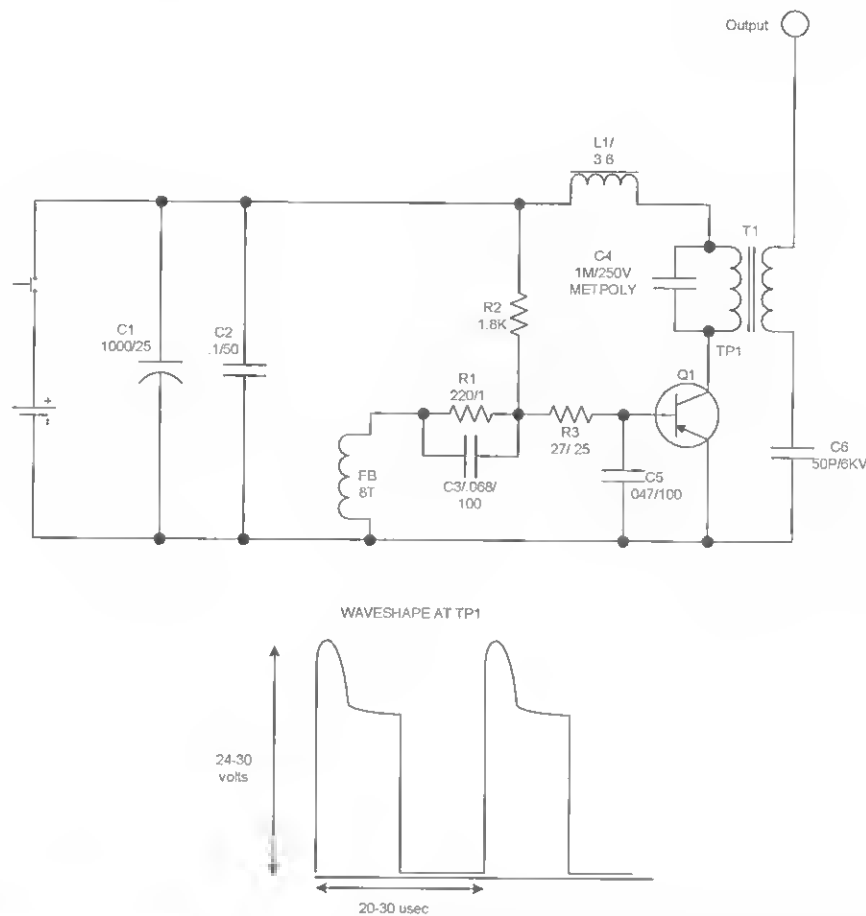 Output
L1/
3 6
T1
C4
1M/250V
METPOLY
R2
1.8K
C1
1000/25
C2
.1/50
TP1
Q1
R1
220/1
R3
27/ 25
C6
50P/6KV
FB
8T
C3/.068/
100
C5
047/100
+
WAVESHAPE AT TP1
24-30
volts
20-30 usec